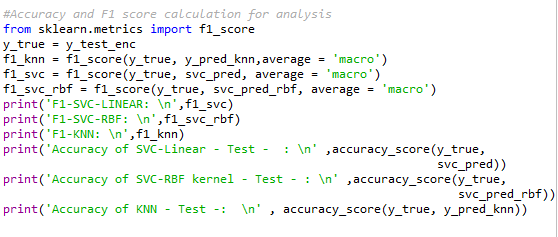 #Accuracy and F1 score calculation for analysis
from sklearn.metrics import f1_score
y_true = y_test_enc
f1_knn = f1_score(y_true, y_pred_knn,average = 'macro')
f1_svc = f1_score(y_true, svc_pred, average = 'macro')
f1_svc_rbf = f1_score(y_true, svc_pred_rbf, average = 'macro')
print('F1-SVC-LINEAR: \n',f1_svc)
print('F1-SVC-RBF: \n',f1_svc_rbf)
print('F1-KNN: \n',f1_knn)
print('Accuracy of SVC-Linear - Test -  : \n' ,accuracy_score(y_true,
svc_pred))
print('Accuracy of SVC-RBF kernel - Test - : \n' ,accuracy_score(y_true,
svc_pred_rbf))
print('Accuracy of KNN - Test -:  \n' , accuracy_score(y_true, y_pred_knn))